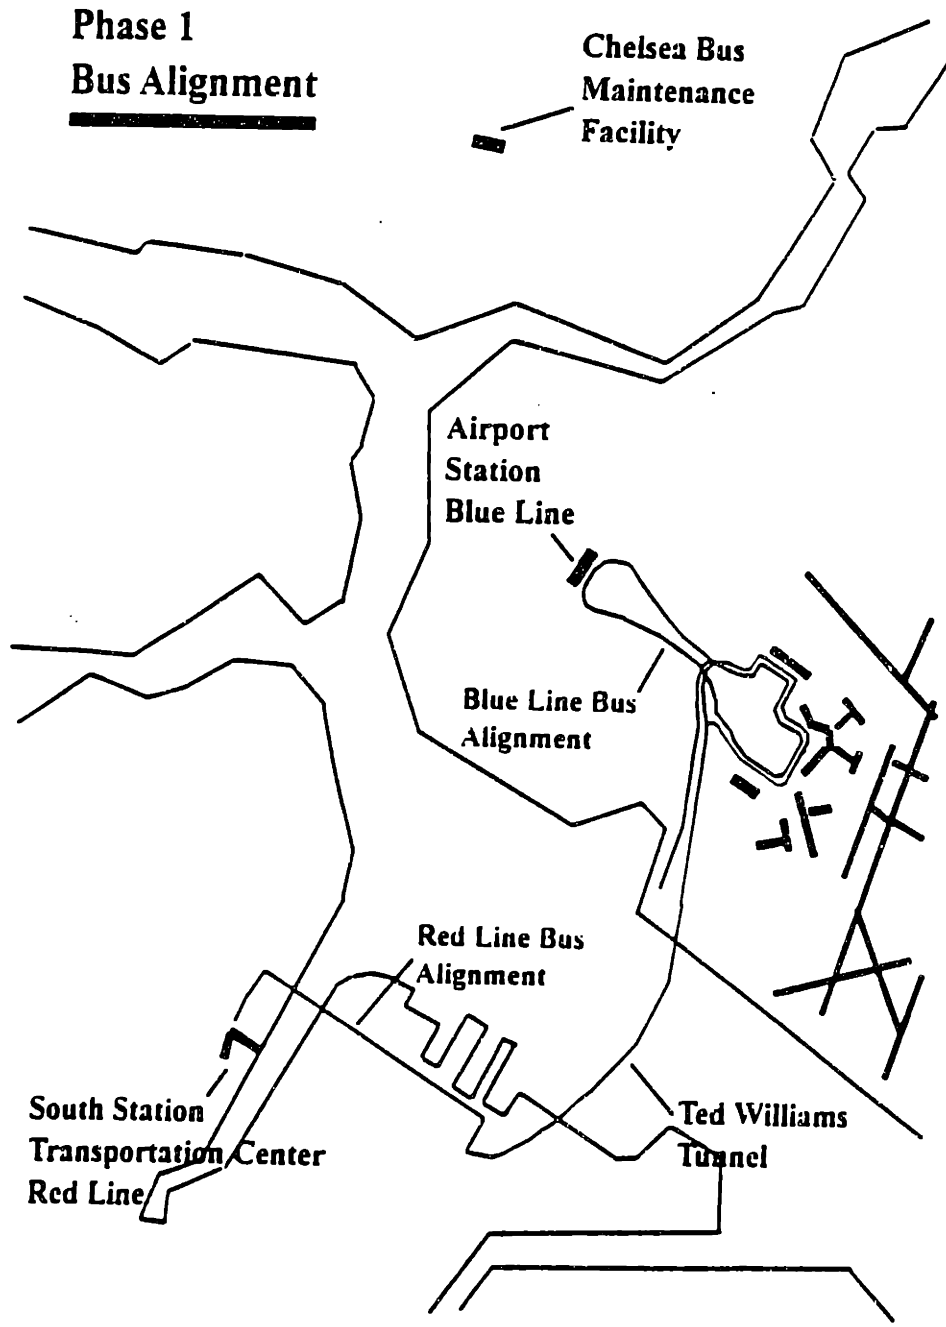 Phase 1
Bus Alignment
Chelsea Bus
Maintenance
Facility
Airport
Station
Blue Line
Blue Line Bus
Alignment
Red Line Bus
Alignment
South Station
Transportation Center
Red Line
Ted Williams
Tunnel